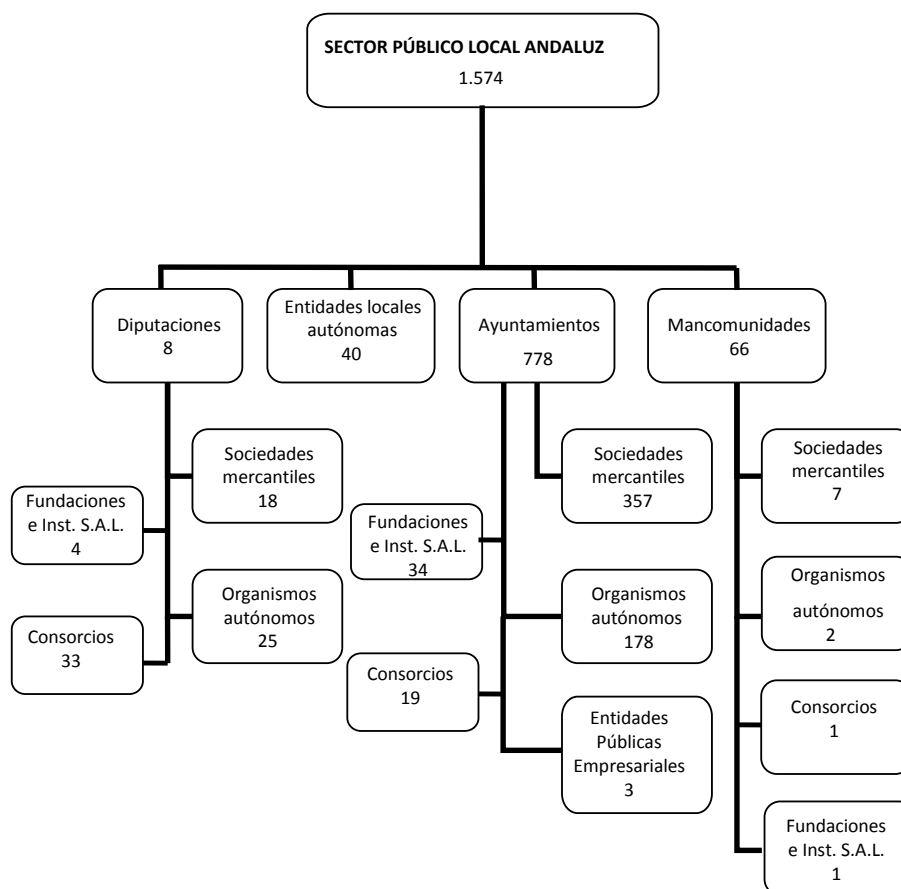 SECTOR PÚBLICO LOCAL ANDALUZ
1.574
Diputaciones
8
Entidades locales
autónomas
40
Ayuntamientos
778
Mancomunidades
66
Sociedades
mercantiles
18
Fundaciones
e Inst. S.A.L.
4
Organismos
autónomos
25
Consorcios
33
Sociedades
mercantiles
357
Fundaciones
e Inst. S.A.L.
34
Organismos
autónomos
178
Consorcios
19
Entidades
Públicas
Empresariales
3
Sociedades
mercantiles
7
Organismos
autónomos
2
Consorcios
1
Fundaciones
e Inst. S.A.L.
1